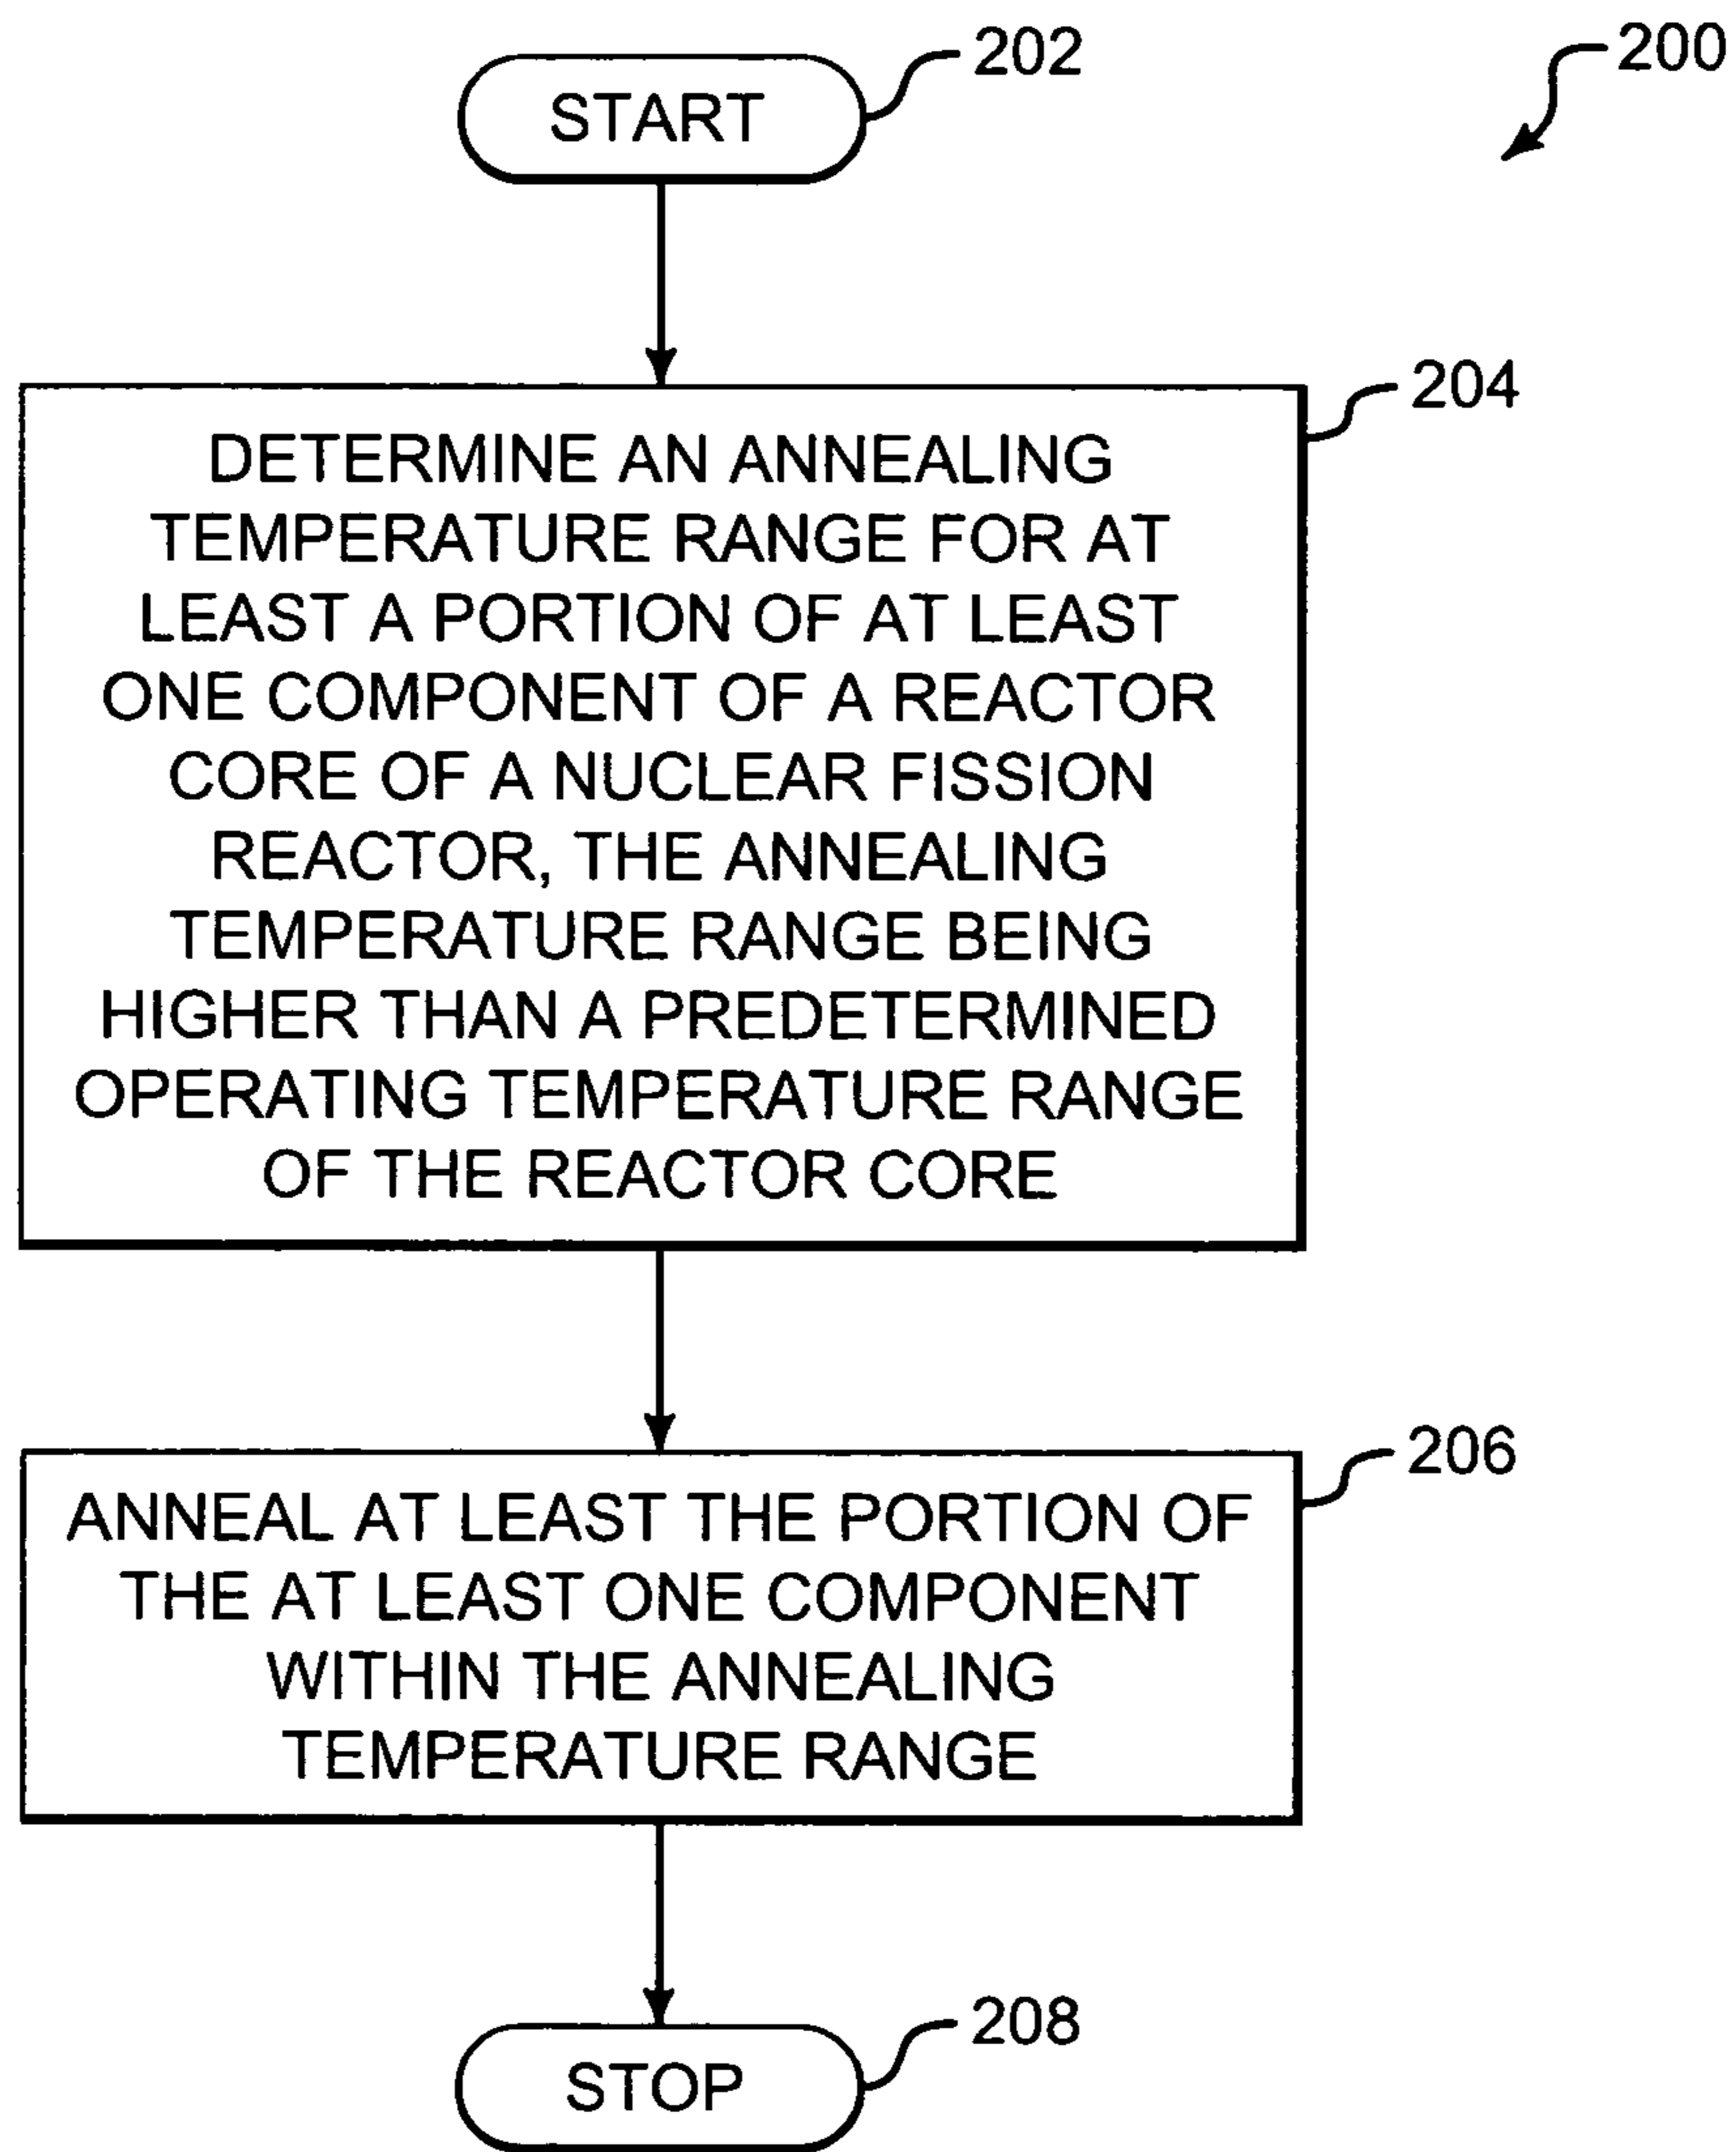 202
200
START
204
DETERMINE AN ANNEALING
TEMPERATURE RANGE FOR AT
LEAST A PORTION OF AT LEAST
ONE COMPONENT OF A REACTOR
CORE OF A NUCLEAR FISSION
REACTOR, THE ANNEALING
TEMPERATURE RANGE BEING
HIGHER THAN A PREDETERMINED
OPERATING TEMPERATURE RANGE
OF THE REACTOR CORE
206
ANNEAL AT LEAST THE PORTION OF
THE AT LEAST ONE COMPONENT
WITHIN THE ANNEALING
TEMPERATURE RANGE
208
STOP